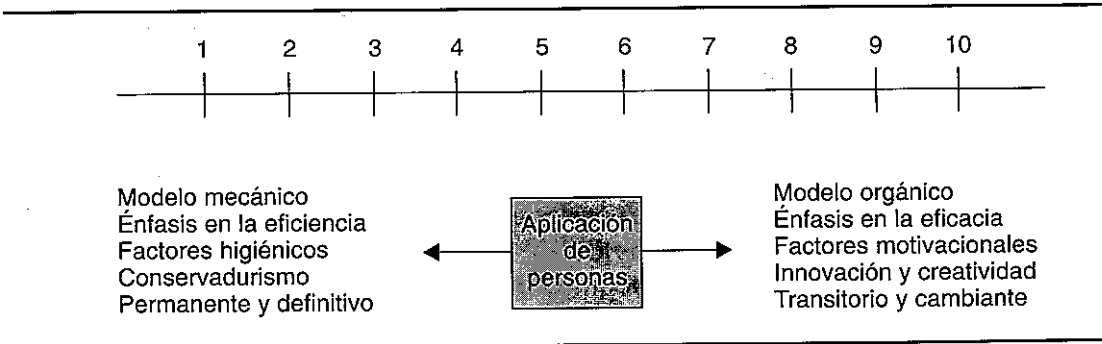 1 2 3 4 5 6 7 8 9 10
Modelo mecánico
Énfasis en la eficiencia
Factores higiénicos
Conservadurismo
Permanente y definitivo
Aplicación
de
personas
Modelo orgánico
Énfasis en la eficacia
Factores motivacionales
Innovación y creatividad
Transitorio y cambiante